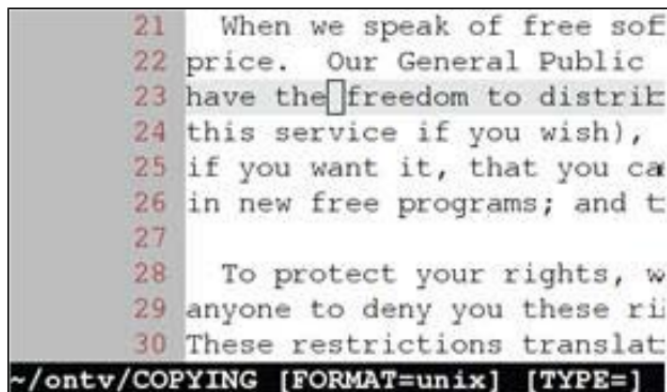 21 When we speak of free sof
22 price. Our General Public
23 have the freedom to distrib
24 this service if you wish),
25 if you want it, that you ca
26 in new free programs; and t
27
28 To protect your rights, w
29 anyone to deny you these ri
30 These restrictions translat
~/ontv/COPYING [FORMAT=unix] [TYPE=]